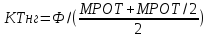 КТнг = Ф/(МРОТ + МРОТ/2 / 2)